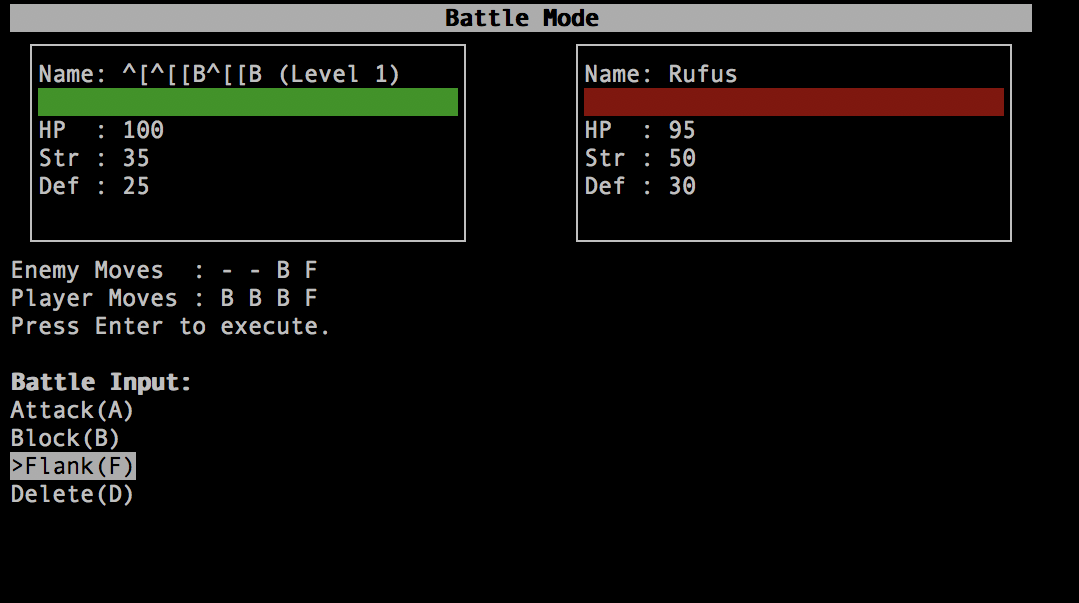 Battle Mode
Name: ^[^[[B^[[B (Level 1)
HP  : 100
Str : 35
Def : 25
Name: Rufus
HP  : 95
Str : 50
Def : 30
Enemy Moves  : - - B F
Player Moves : B B B F
Press Enter to execute.
Battle Input:
Attack(A)
Block(B)
>Flank(F)
Delete(D)